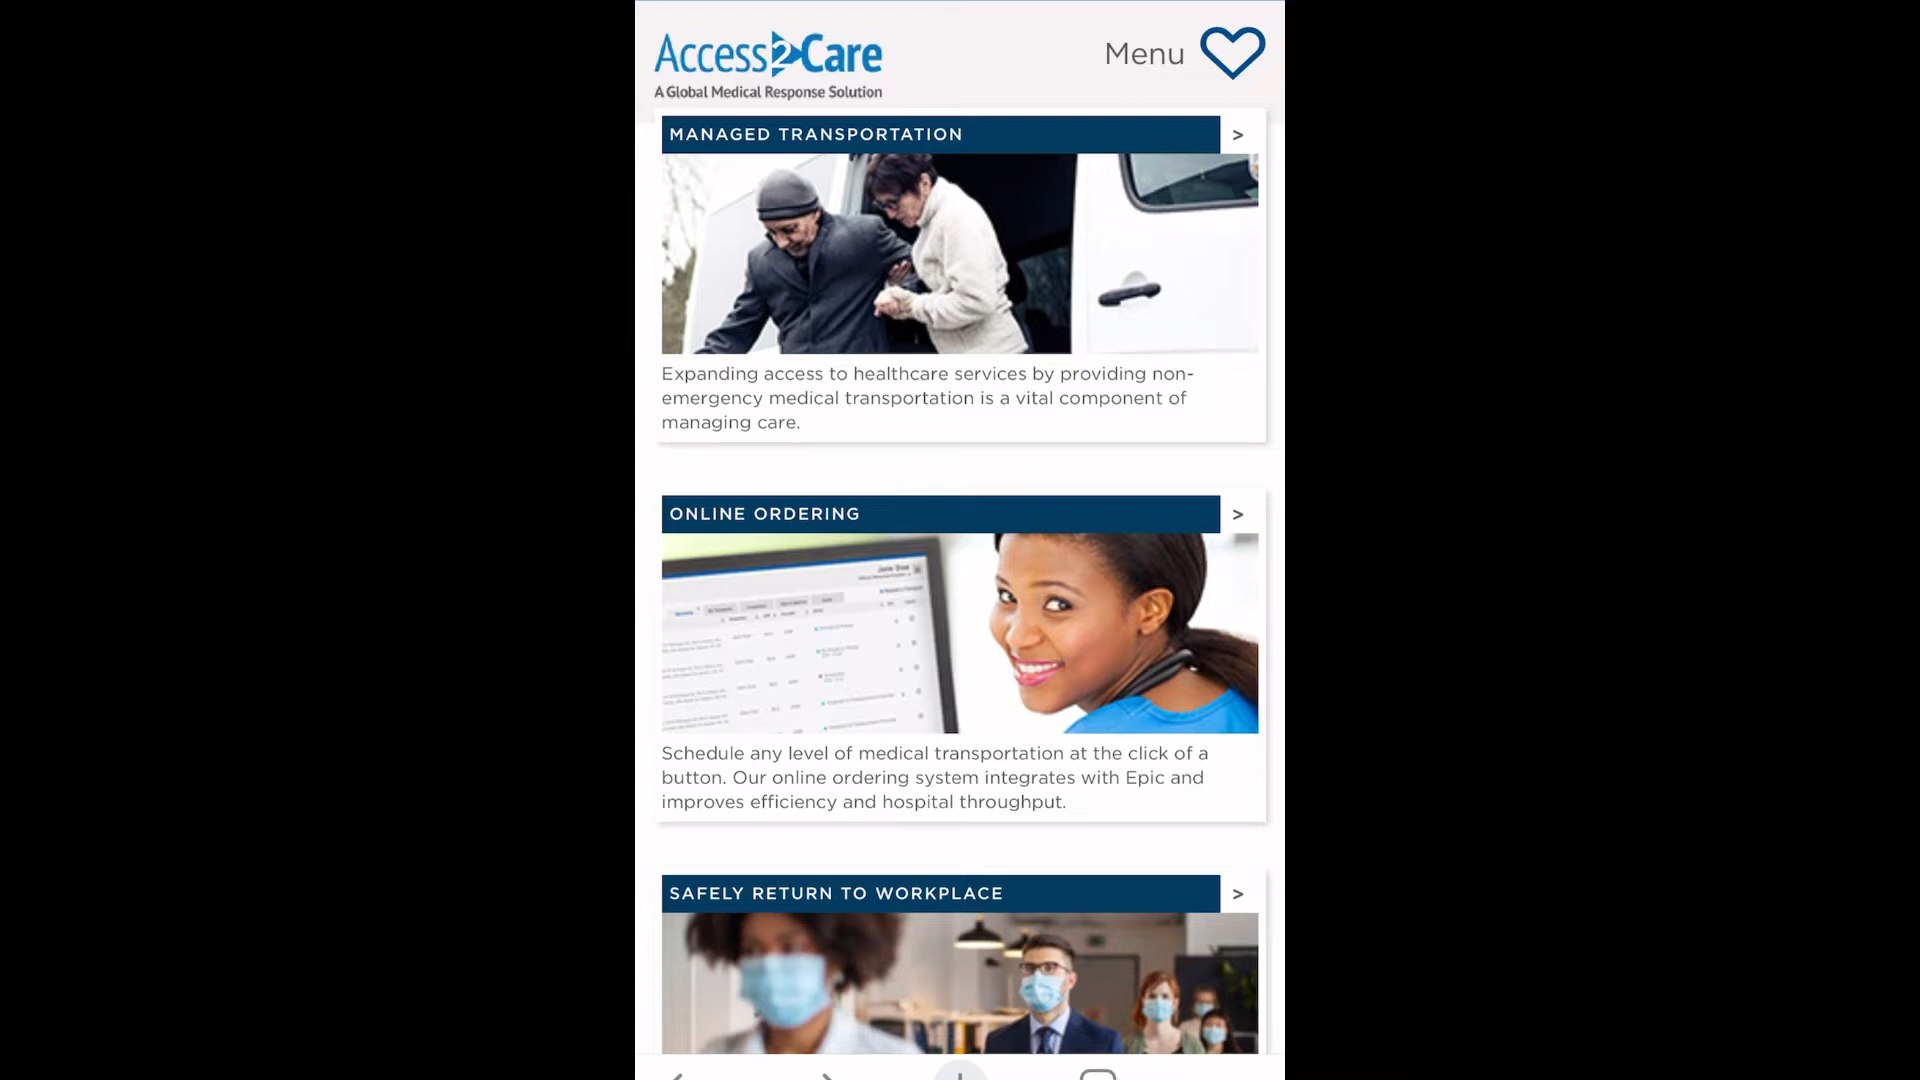 Access2Care
A Global Medical Response Solution
Menu
MANAGED TRANSPORTATION
>
Expanding access to healthcare services by providing non-
emergency medical transportation is a vital component of
managing care.
ONLINE ORDERING
>
Jane Doe
Schedule any level of medical transportation at the click of a
button. Our online ordering system integrates with Epic and
improves efficiency and hospital throughput.
SAFELY RETURN TO WORKPLACE
>